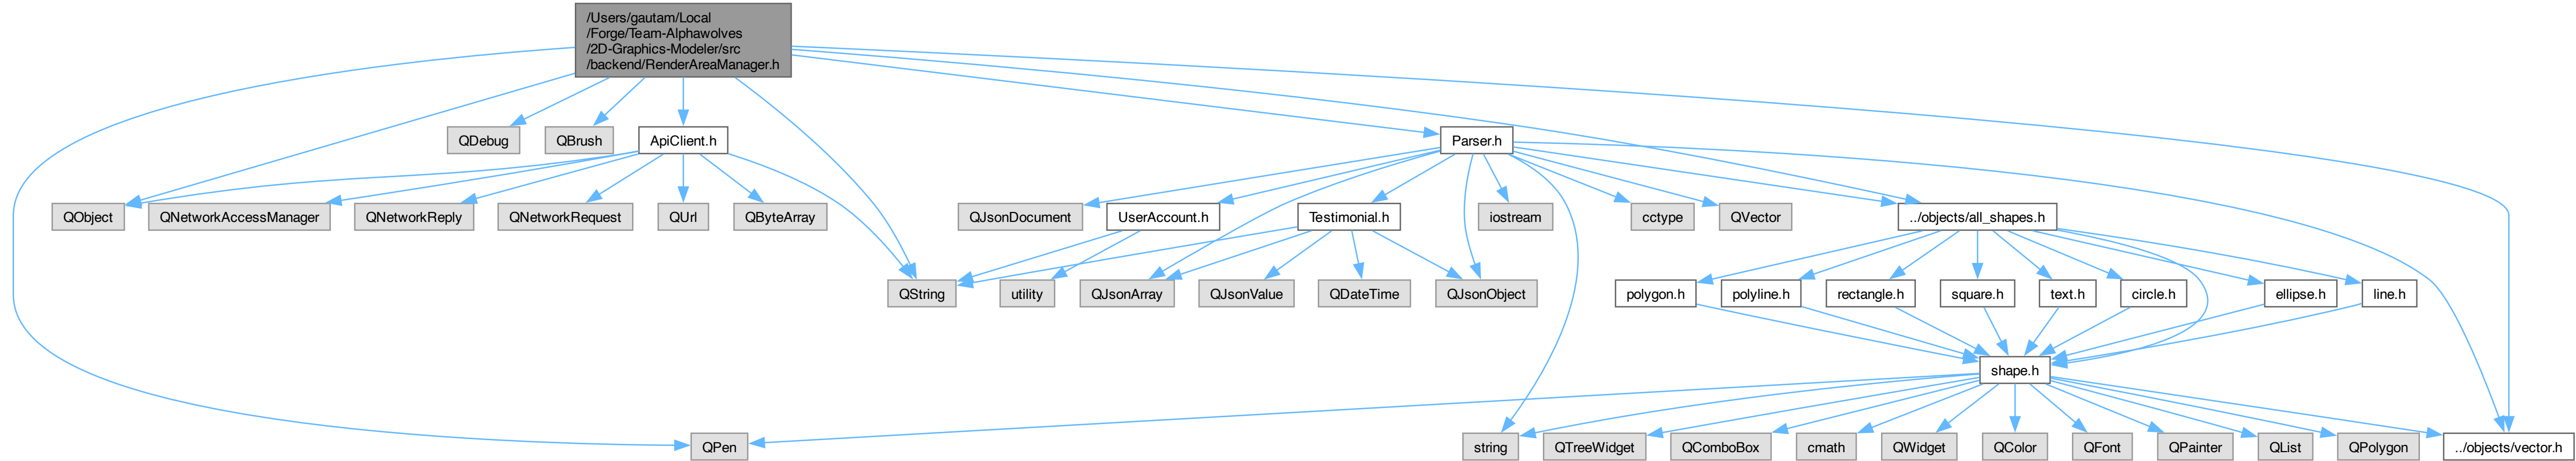 /Users/gautam/Local
/Forge/Team-Alphawolves
/2D-Graphics-Modeler/src
/backend/RenderAreaManager.h
QDebug
QBrush
ApiClient.h
Parser.h
QObject
QNetworkAccessManager
QNetworkReply
QNetworkRequest
QUrl
QByteArray
QJsonDocument
UserAccount.h
Testimonial.h
iostream
cctype
QVector
../objects/all_shapes.h
QString
utility
QJsonArray
QJsonValue
QDateTime
QJsonObject
polygon.h
polyline.h
rectangle.h
square.h
text.h
circle.h
ellipse.h
line.h
shape.h
QPen
string
QTreeWidget
QComboBox
cmath
QWidget
QColor
QFont
QPainter
QList
QPolygon
../objects/vector.h